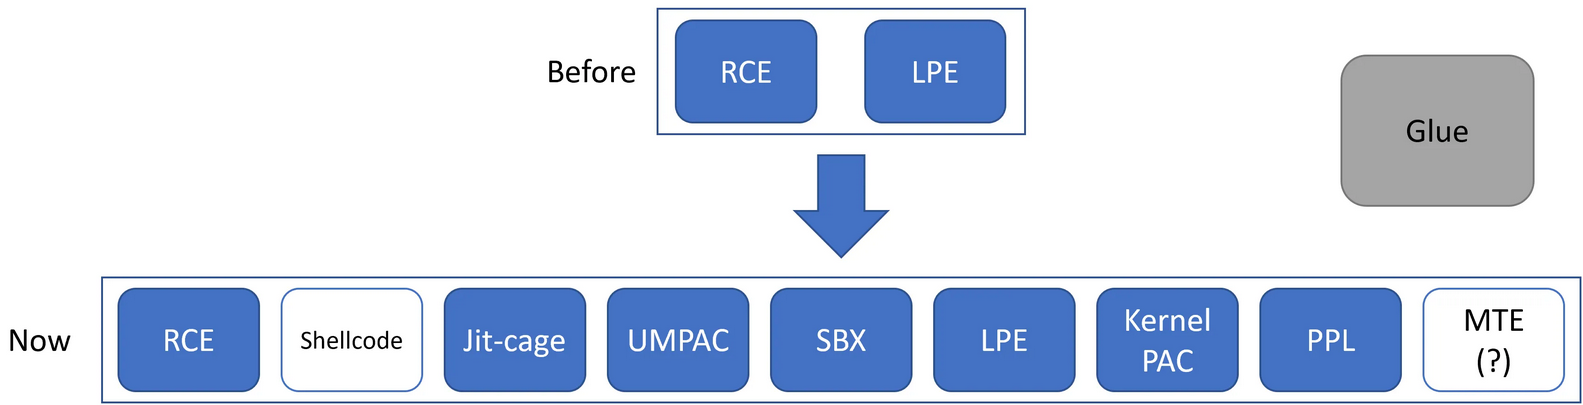 Before
RCE
LPE
Glue
Now
RCE
Shellcode
Jit-cage
UMPAC
SBX
LPE
Kernel
PAC
PPL
MTE
(?)